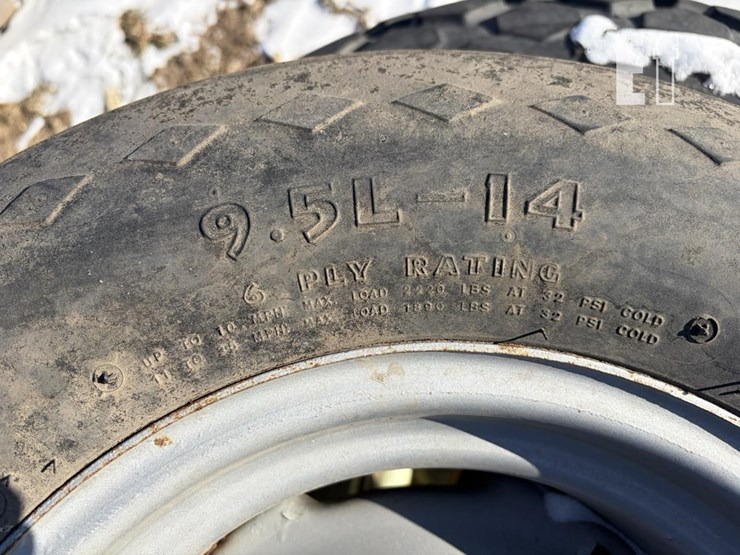 9.5L-14
6 PLY RATING
UP TO 10 MPH: MAX. LOAD 2220 LBS AT 32 PSI COLD
11 TO MPH: MAX. LOAD 1890 LBS AT 32 PSI COLD
A